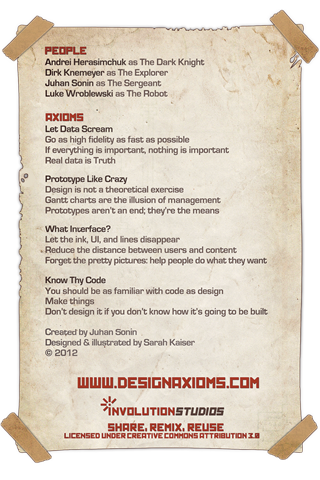 PEOPLE
Andrei Herasimchuk as The Dark Knight
Dirk Knemeyer as The Explorer
Juhan Sonin as The Sergeant
Luke Wroblewski as The Robot
AXIOMS
Let Data Scream
Go as high fidelity as fast as possible
If everything is important, nothing is important
Real data is Truth
Prototype Like Crazy
Design is not a theoretical exercise
Gantt charts are the illusion of management
Prototypes aren't an end; they're the means
What Interface?
Let the ink, UI, and lines disappear
Reduce the distance between users and content
Forget the pretty pictures: help people do what they want
Know Thy Code
You should be as familiar with code as design
Make things
Don't design it if you don't know how it's going to be built
Created by Juhan Sonin
Designed & illustrated by Sarah Kaiser
© 2012
WWW.DESIGNAXIOMS.COM
INVOLUTIONSTUDIOS
SHARE, REMIX, REUSE
LICENSED UNDER CREATIVE COMMONS ATTRIBUTION 3.0